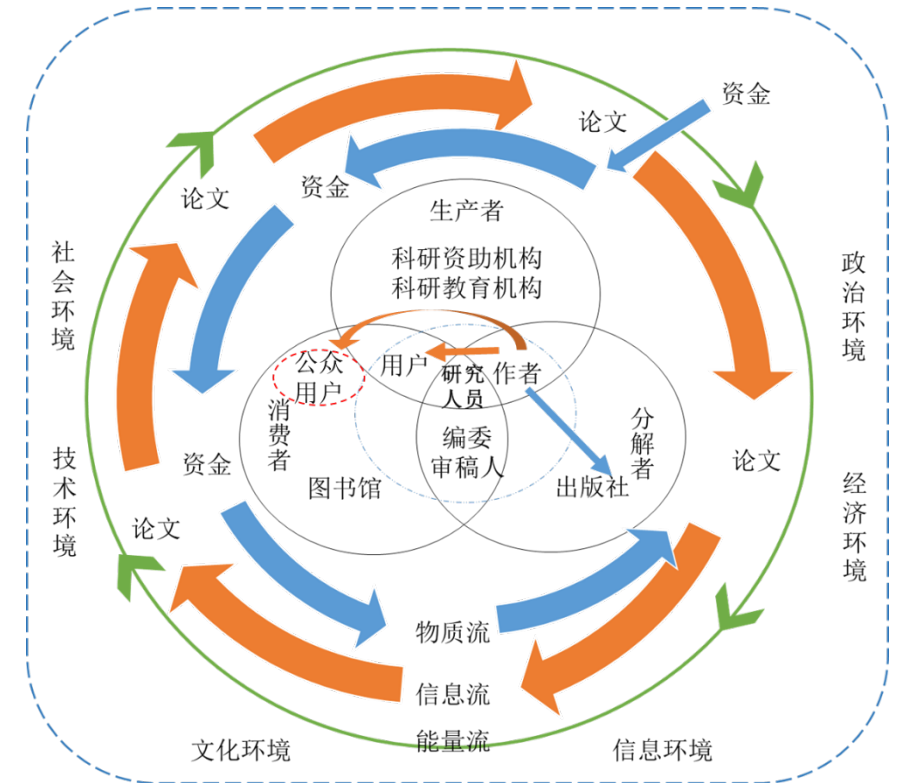 资金
论文
资金
论文
生产者
科研资助机构
科研教育机构
社会环境
政治环境
公众
用户
用户
研究
人员
作者
消费者
分解者
编委
审稿人
资金
论文
图书馆
出版社
技术环境
经济环境
论文
物质流
信息流
能量流
文化环境
信息环境